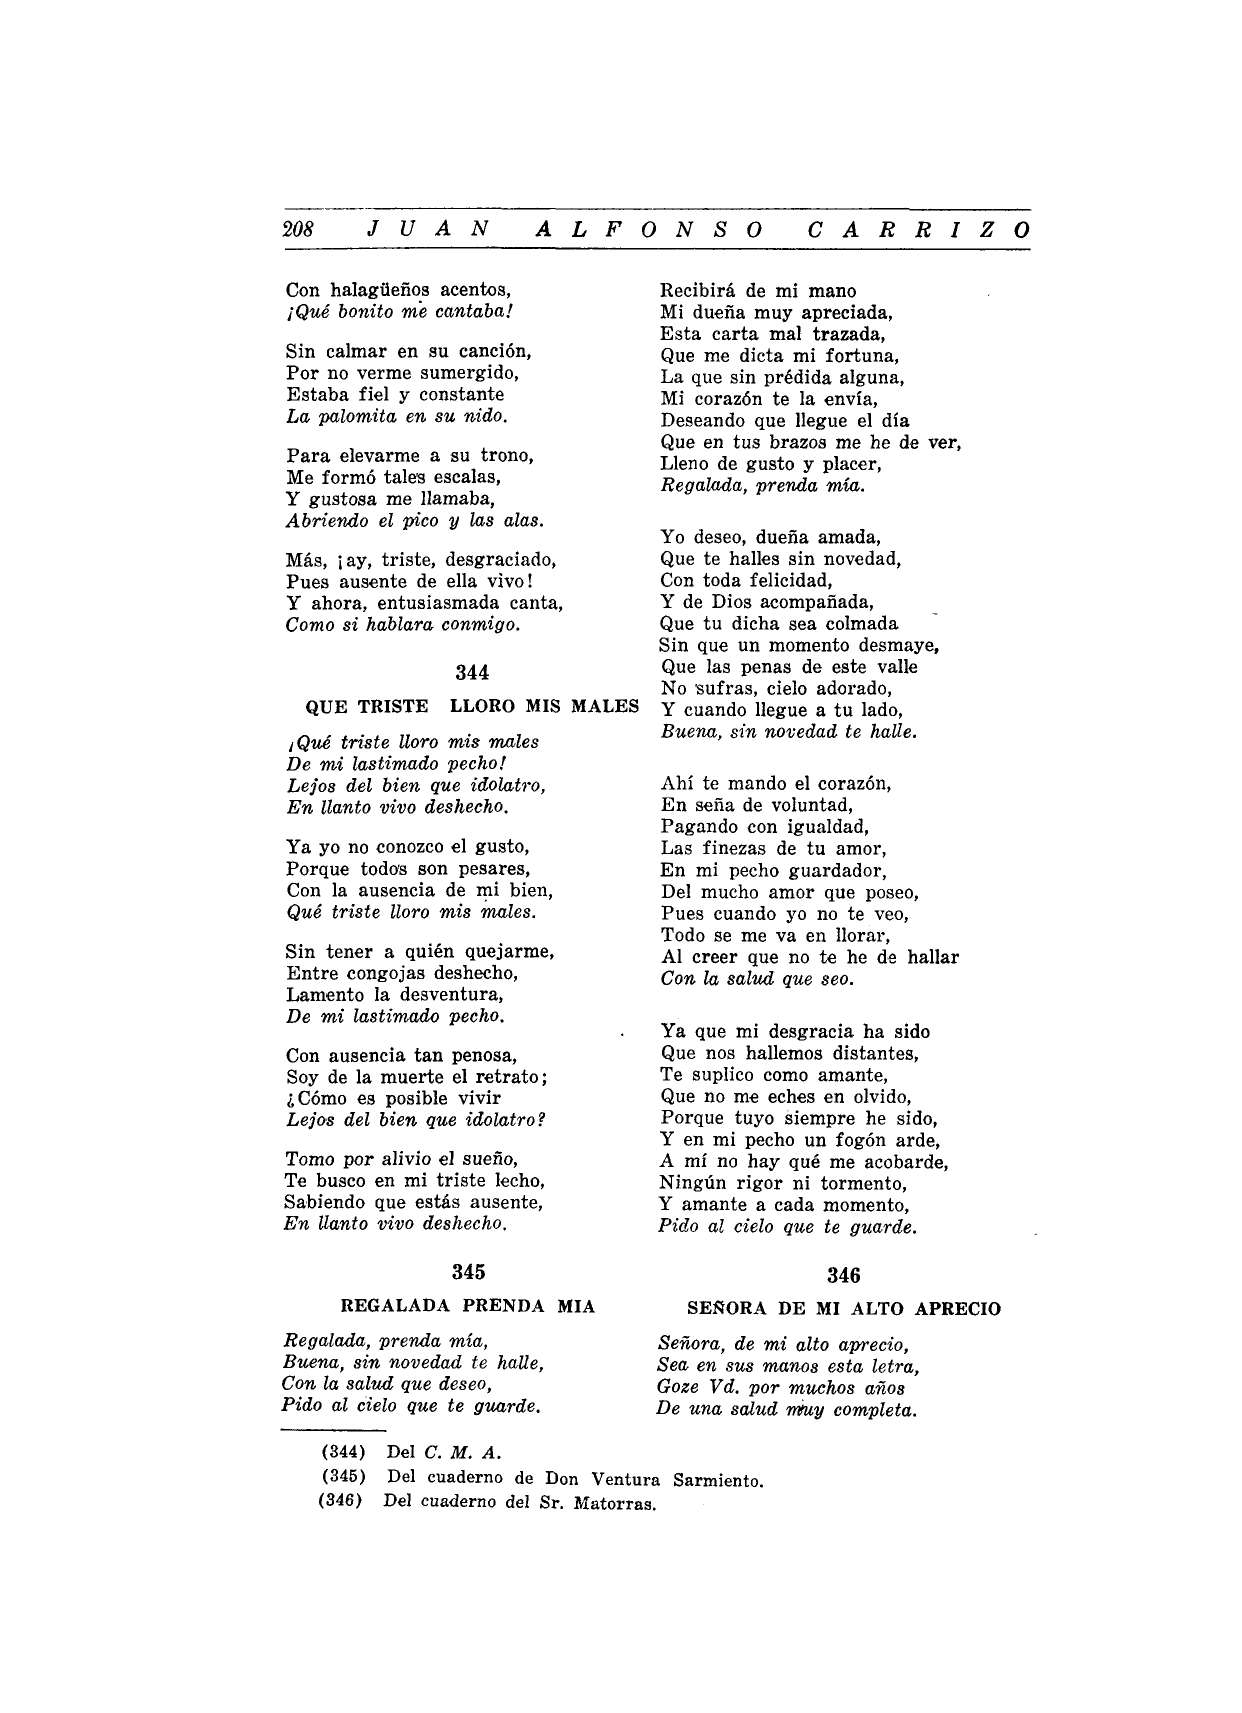 208 JUAN ALFONSO CARRIZO
Con halagüeños acentos,
¡Qué bonito me cantaba!
Sin calmar en su canción,
Por no verme sumergido,
Estaba fiel y constante
La palomita en su nido.
Para elevarme a su trono,
Me formó tales escalas,
Y gustosa me llamaba,
Abriendo el pico y las alas.
Más, ¡ay, triste, desgraciado,
Pues ausente de ella vivo!
Y ahora, entusiasmada canta,
Como si hablara conmigo.
344
QUE TRISTE LLORO MIS MALES
¡Qué triste lloro mis males
De mi lastimado pecho!
Lejos del bien que idolatro,
En llanto vivo deshecho.
Ya yo no conozco el gusto,
Porque todos son pesares,
Con la ausencia de mi bien,
Qué triste lloro mis males.
Sin tener a quién quejarme,
Entre congojas deshecho,
Lamento la desventura,
De mi lastimado pecho.
Con ausencia tan penosa,
Soy de la muerte el retrato;
¿Cómo es posible vivir
Lejos del bien que idolatro?
Tomo por alivio el sueño,
Te busco en mi triste lecho,
Sabiendo que estás ausente,
En llanto vivo deshecho.
345
REGALADA PRENDA MIA
Regalada, prenda mía,
Buena, sin novedad te halle,
Con la salud que deseo,
Pido al cielo que te guarde.
Recibirá de mi mano
Mi dueña muy apreciada,
Esta carta mal trazada,
Que me dicta mi fortuna,
La que sin prédida alguna,
Mi corazón te la envía,
Deseando que llegue el día
Que en tus brazos me he de ver,
Lleno de gusto y placer,
Regalada, prenda mía.
Yo deseo, dueña amada,
Que te halles sin novedad,
Con toda felicidad,
Y de Dios acompañada,
Que tu dicha sea colmada
Sin que un momento desmaye,
Que las penas de este valle
No sufras, cielo adorado,
Y cuando llegue a tu lado,
Buena, sin novedad te halle.
Ahí te mando el corazón,
En seña de voluntad,
Pagando con igualdad,
Las finezas de tu amor,
En mi pecho guardador,
Del mucho amor que poseo,
Pues cuando yo no te veo,
Todo se me va en llorar,
Al creer que no te he de hallar
Con la salud que seo.
Ya que mi desgracia ha sido
Que nos hallemos distantes,
Te suplico como amante,
Que no me eches en olvido,
Porque tuyo siempre he sido,
Y en mi pecho un fogón arde,
A mí no hay qué me acobarde,
Ningún rigor ni tormento,
Y amante a cada momento,
Pido al cielo que te guarde.
346
SEÑORA DE MI ALTO APRECIO
Señora, de mi alto aprecio,
Sea en sus manos esta letra,
Goze Vd. por muchos años
De una salud muy completa.
(344) Del C. M. A.
(345) Del cuaderno de Don Ventura Sarmiento.
(346) Del cuaderno del Sr. Matorras.